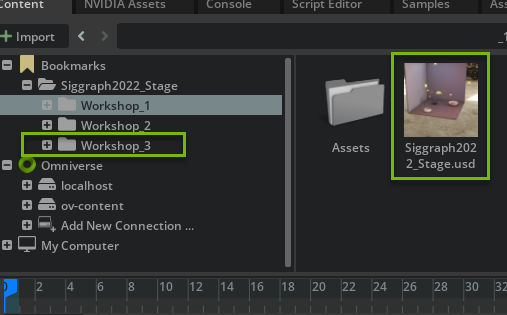 Content
NVIDIA Assets
Console
Script Editor
Samples
Import
Bookmarks
Siggraph2022_Stage
Workshop_1
Workshop_2
Workshop_3
Omniverse
localhost
ov-content
Add New Connection ...
My Computer
Assets
Siggraph202
2_Stage.usd
0 2 4 6 8 10 12 14 16 18 20 22 24 26 28 30 32